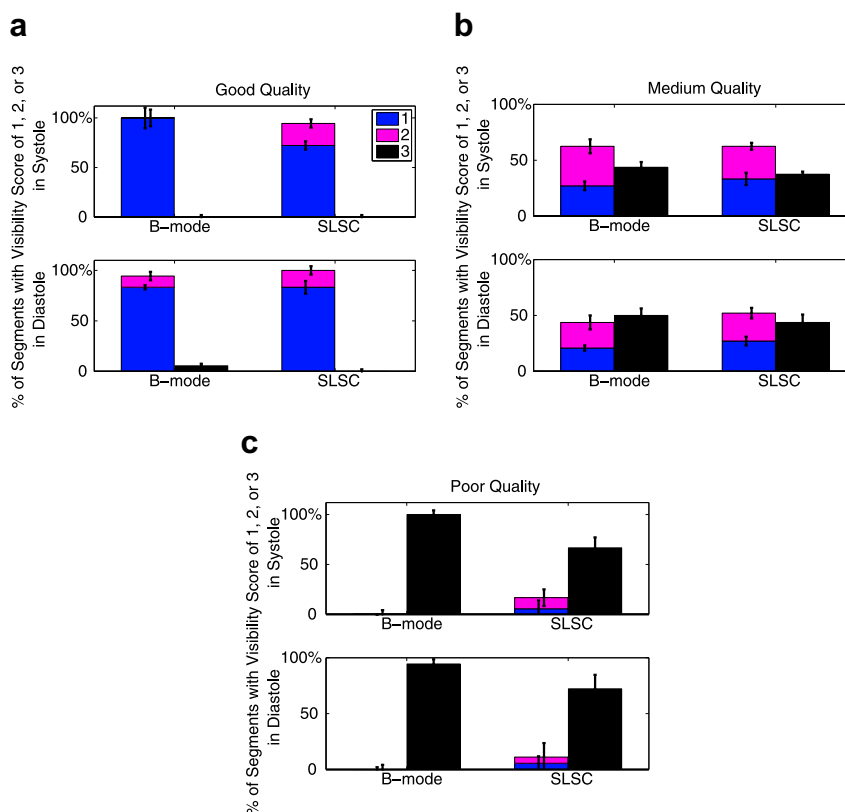 a
Good Quality
% of Segments with Visibility Score of 1, 2, or 3
in Systole
in Diastole
100%
50
0
1
2
3
B-mode
SLSC
100%
50
0
B-mode
SLSC
b
Medium Quality
% of Segments with Visibility Score of 1, 2, or 3
in Systole
in Diastole
100%
50
0
B-mode
SLSC
100%
50
0
B-mode
SLSC
c
Poor Quality
% of Segments with Visibility Score of 1, 2, or 3
in Systole
in Diastole
100%
50
0
B-mode
SLSC
100%
50
0
B-mode
SLSC